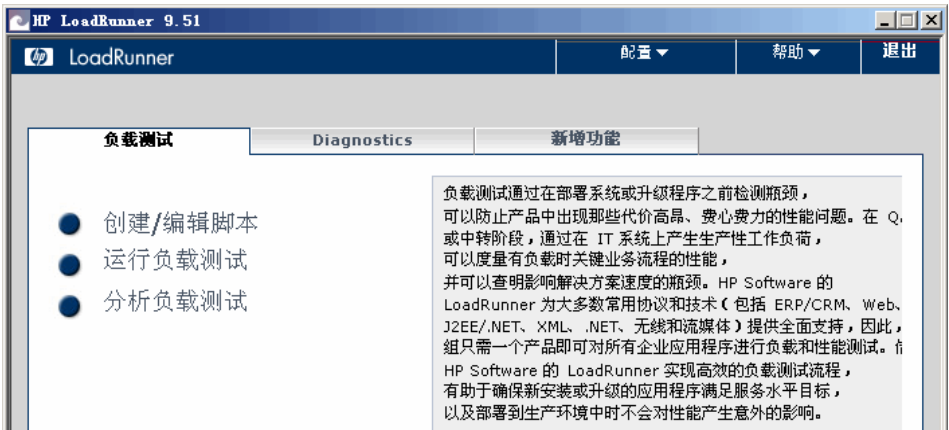 HP LoadRunner 9.51
hp LoadRunner 配置 帮助 退出
负载测试 Diagnostics 新增功能
创建/编辑脚本
运行负载测试
分析负载测试
负载测试通过在部署系统或升级程序之前检测瓶颈，
可以防止产品中出现那些代价高昂、费心费力的性能问题。在 Q
或中转阶段，通过在 IT 系统上产生生产性工作负荷，
可以度量有负载时关键业务流程的性能，
并可以查明影响解决方案速度的瓶颈。HP Software 的
LoadRunner 为大多数常用协议和技术（包括 ERP/CRM、Web、
J2EE/.NET、XML、.NET、无线和流媒体）提供全面支持，因此，
组只需一个产品即可对所有企业应用程序进行负载和性能测试。
HP Software 的 LoadRunner 实现高效的负载测试流程，
有助于确保新安装或升级的应用程序满足服务水平目标，
以及部署到生产环境中时不会对性能产生意外的影响。